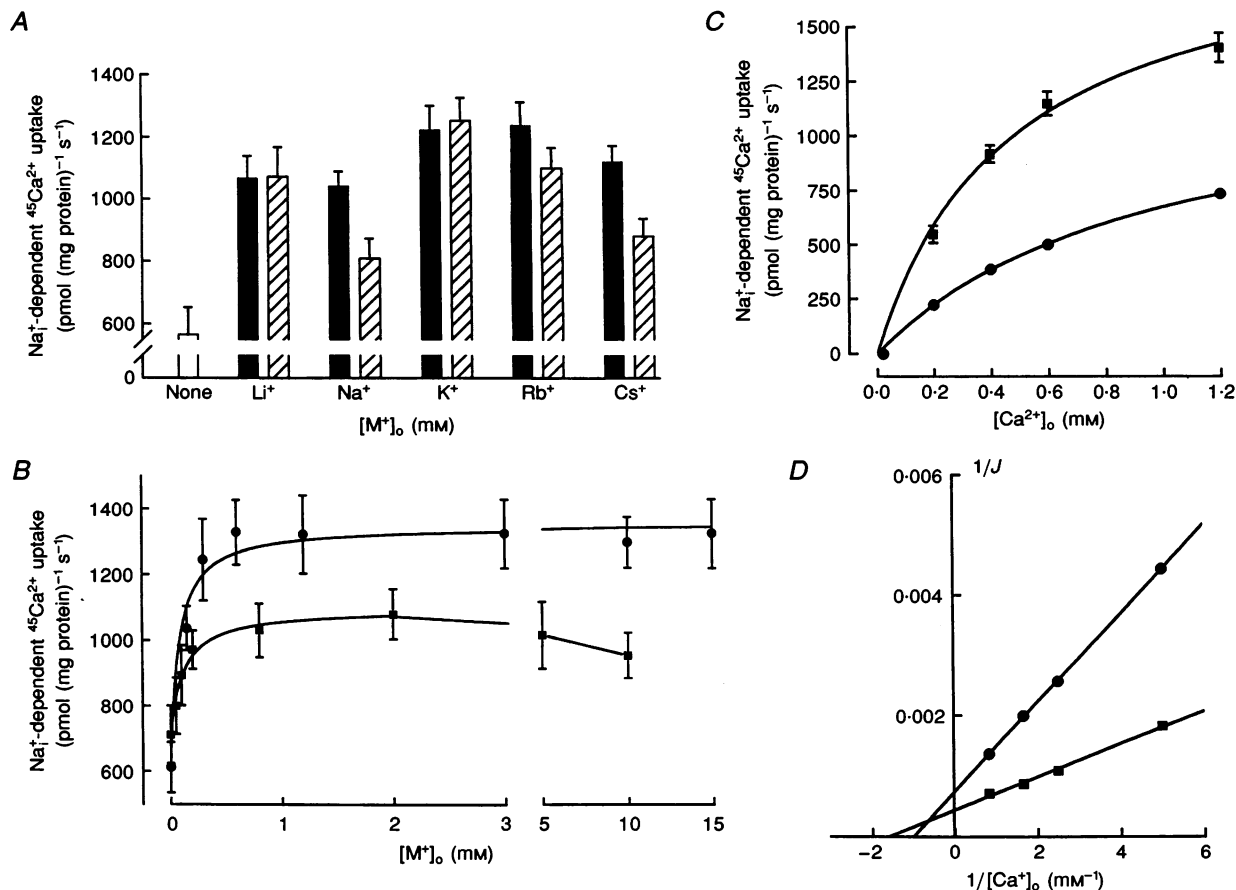 A
Na⁺ᵢ-dependent ⁴⁵Ca²⁺ uptake
(pmol (mg protein)⁻¹ s⁻¹)
1400
1200
1000
800
600
0
None
Li⁺
Na⁺
K⁺
Rb⁺
Cs⁺
[M⁺]ₒ (mM)
B
Na⁺ᵢ-dependent ⁴⁵Ca²⁺ uptake
(pmol (mg protein)⁻¹ s⁻¹)
1400
1200
1000
800
600
0
1
2
3
5
10
15
[M⁺]ₒ (mM)
C
Na⁺ᵢ-dependent ⁴⁵Ca²⁺ uptake
(pmol (mg protein)⁻¹ s⁻¹)
1500
1250
1000
750
500
250
0
0·0
0·2
0·4
0·6
0·8
1·0
1·2
[Ca²⁺]ₒ (mM)
D
1/J
0·006
0·004
0·002
−2
0
2
4
6
1/[Ca⁺]ₒ (mM⁻¹)